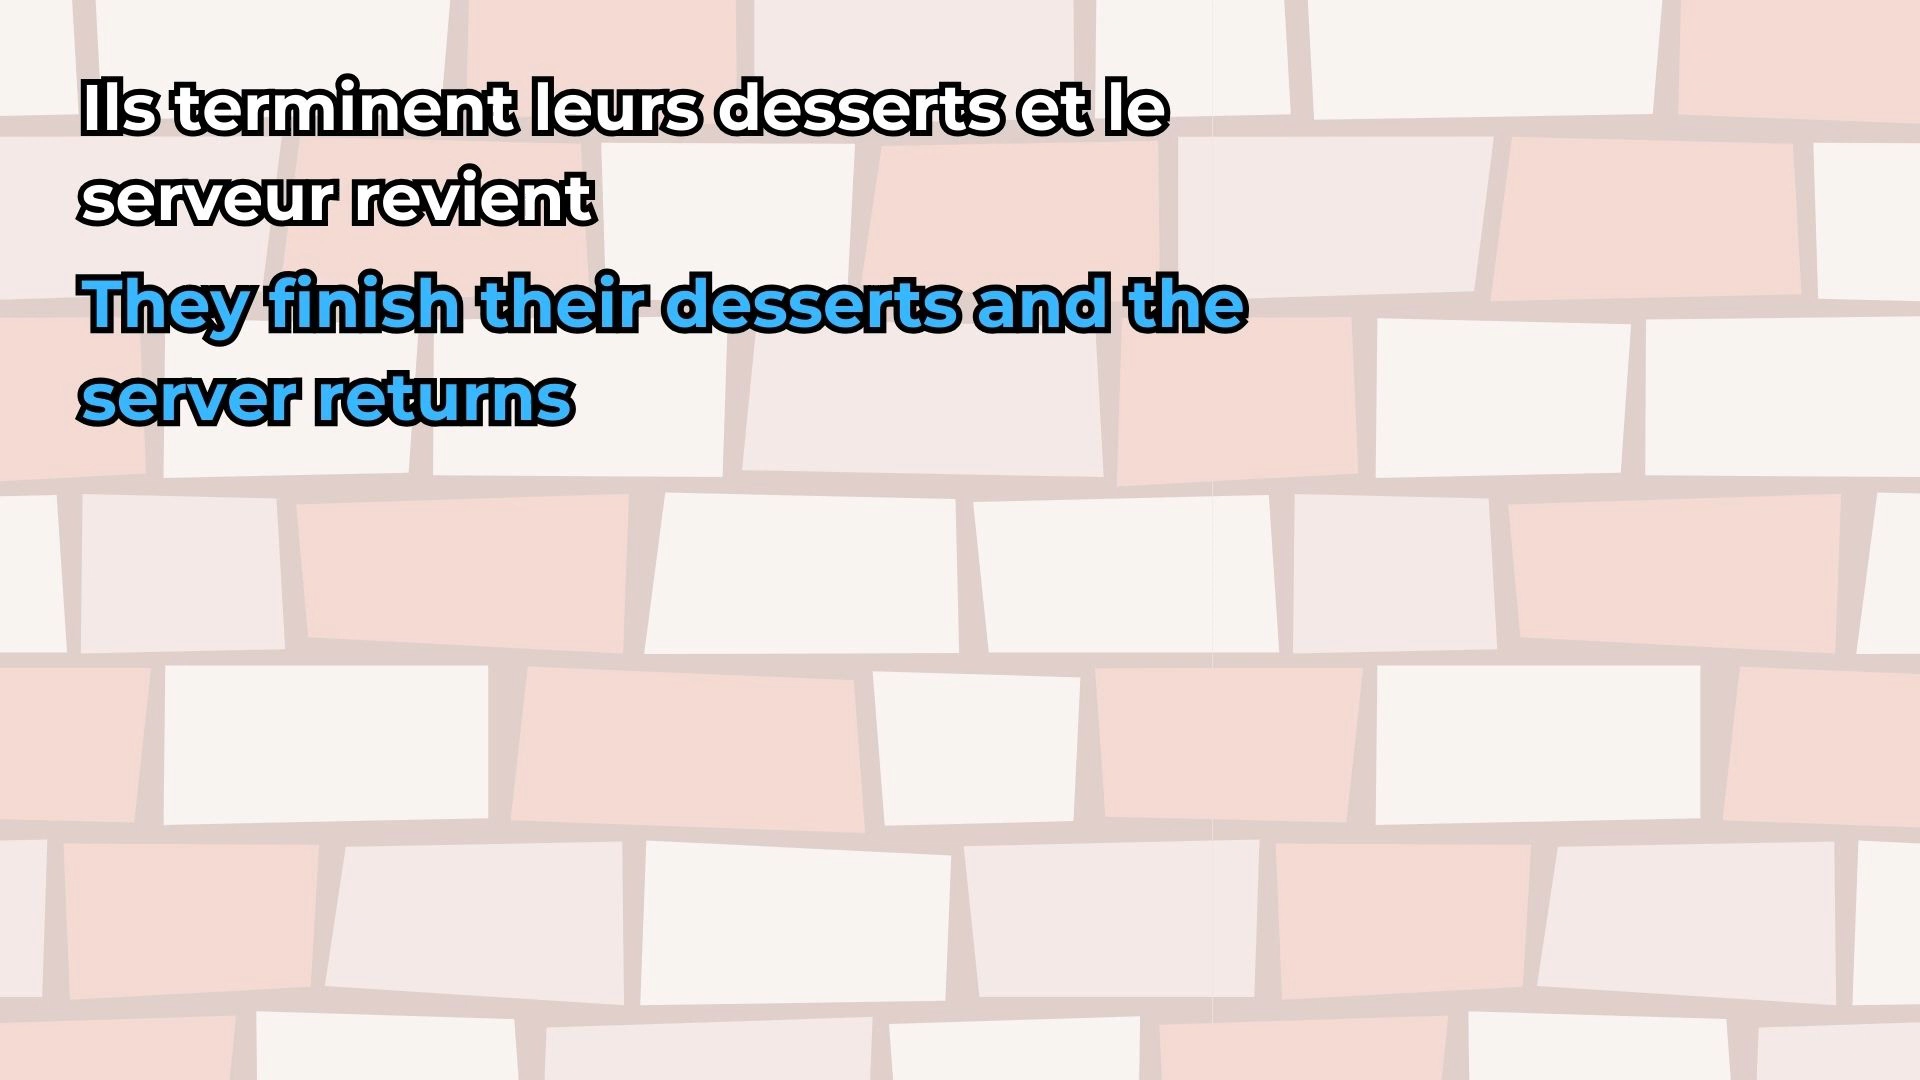 Ils terminent leurs desserts et le
serveur revient
They finish their desserts and the
server returns